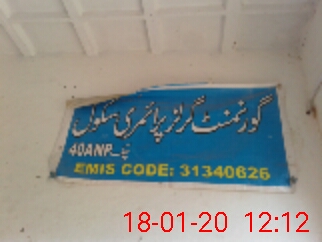 گورنمنٹ گرلز پرائمری سکول
40ANP
EMIS CODE: 31340626
18-01-20 12:12